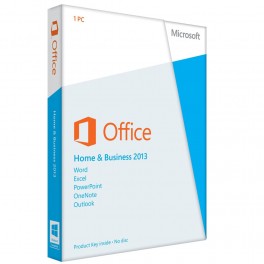 1 PC
Microsoft
Office
Home & Business 2013
Word
Excel
PowerPoint
OneNote
Outlook
Product Key inside • No disc